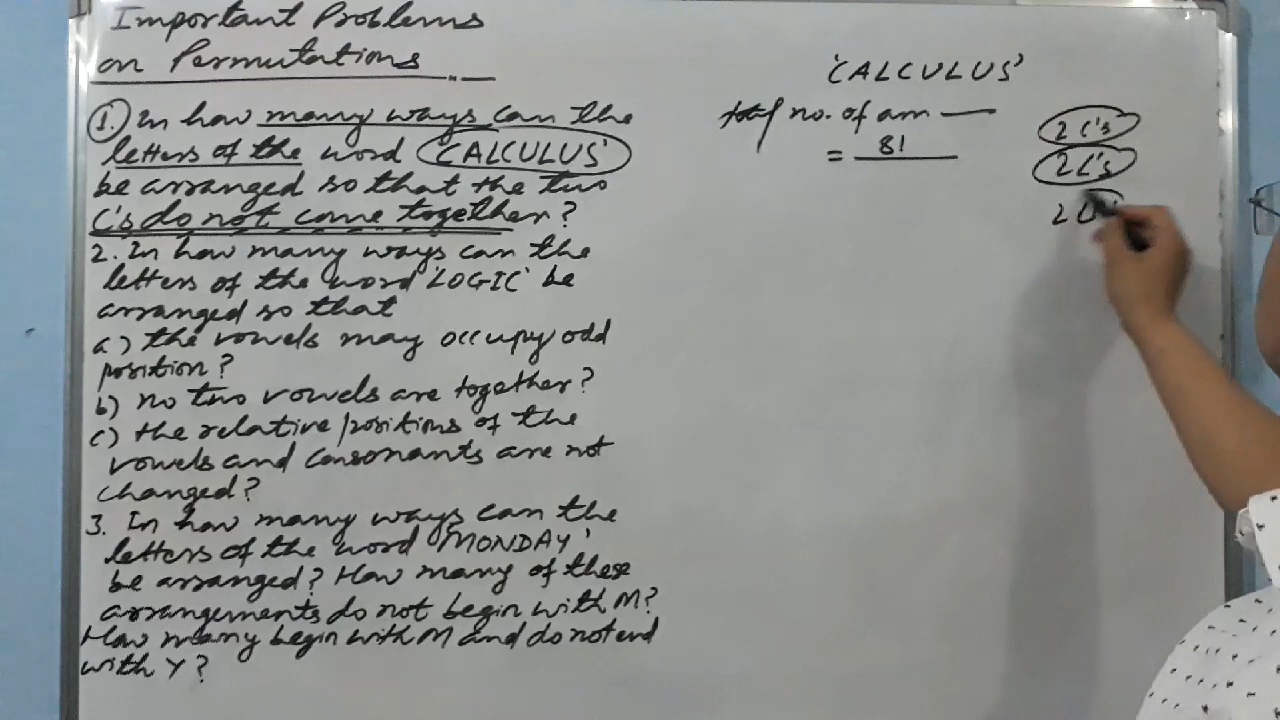 Important Problems
on Permutations
1. In how many ways can the
letters of the word 'CALCULUS'
be arranged so that the two
C's do not come together?
2. In how many ways can the
letters of the word 'LOGIC' be
arranged so that
a) the vowels may occupy odd
position?
b) no two vowels are together?
c) the relative positions of the
vowels and consonants are not
changed?
3. In how many ways can the
letters of the word 'MONDAY'
be arranged? How many of these
arrangements do not begin with M?
How many begin with M and do not end
with Y?
'CALCULUS'
no. of arr
= 8!
2 C's
2 L's
2